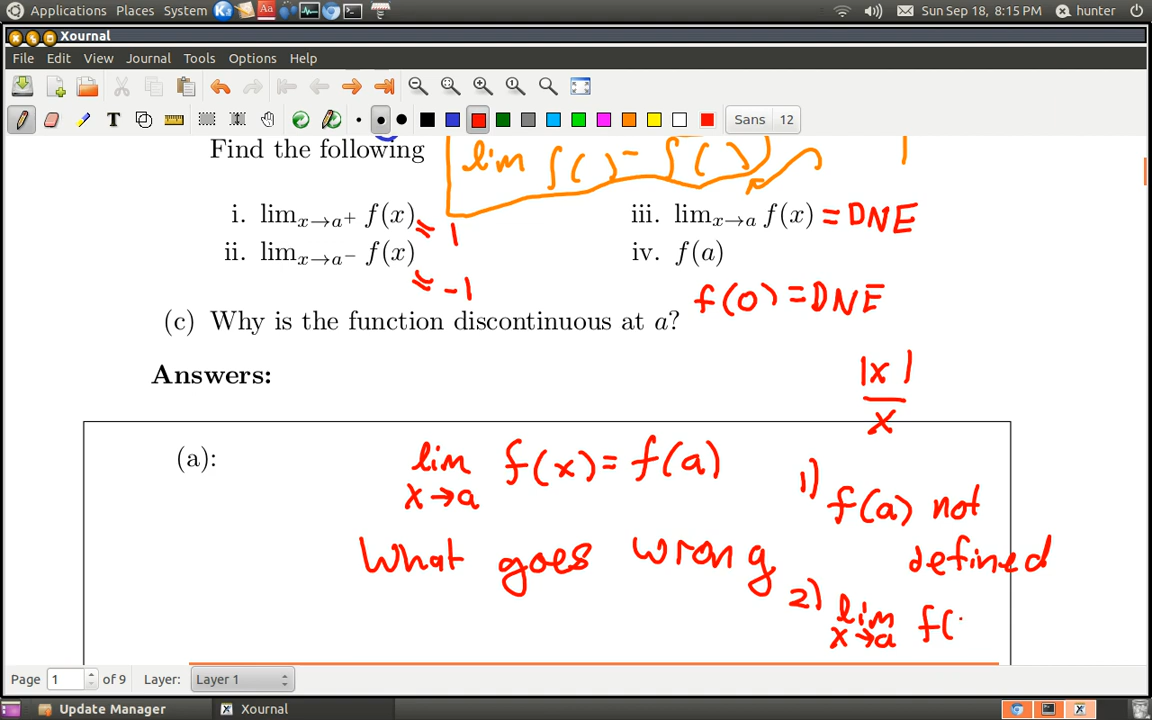 Applications Places System Sun Sep 18, 8:15 PM hunter
Xournal
File Edit View Journal Tools Options Help
Sans 12
Find the following
lim f( ) = f( )
i. lim x→a+ f(x) = 1
iii. lim x→a f(x) = DNE
ii. lim x→a− f(x) = -1
iv. f(a)
f(0) = DNE
(c) Why is the function discontinuous at a?
Answers:
|x|
x
(a):
lim x→a f(x) = f(a)
1) f(a) not
defined
What goes wrong
2) lim x→a f(
Page 1 of 9 Layer: Layer 1
Update Manager Xournal